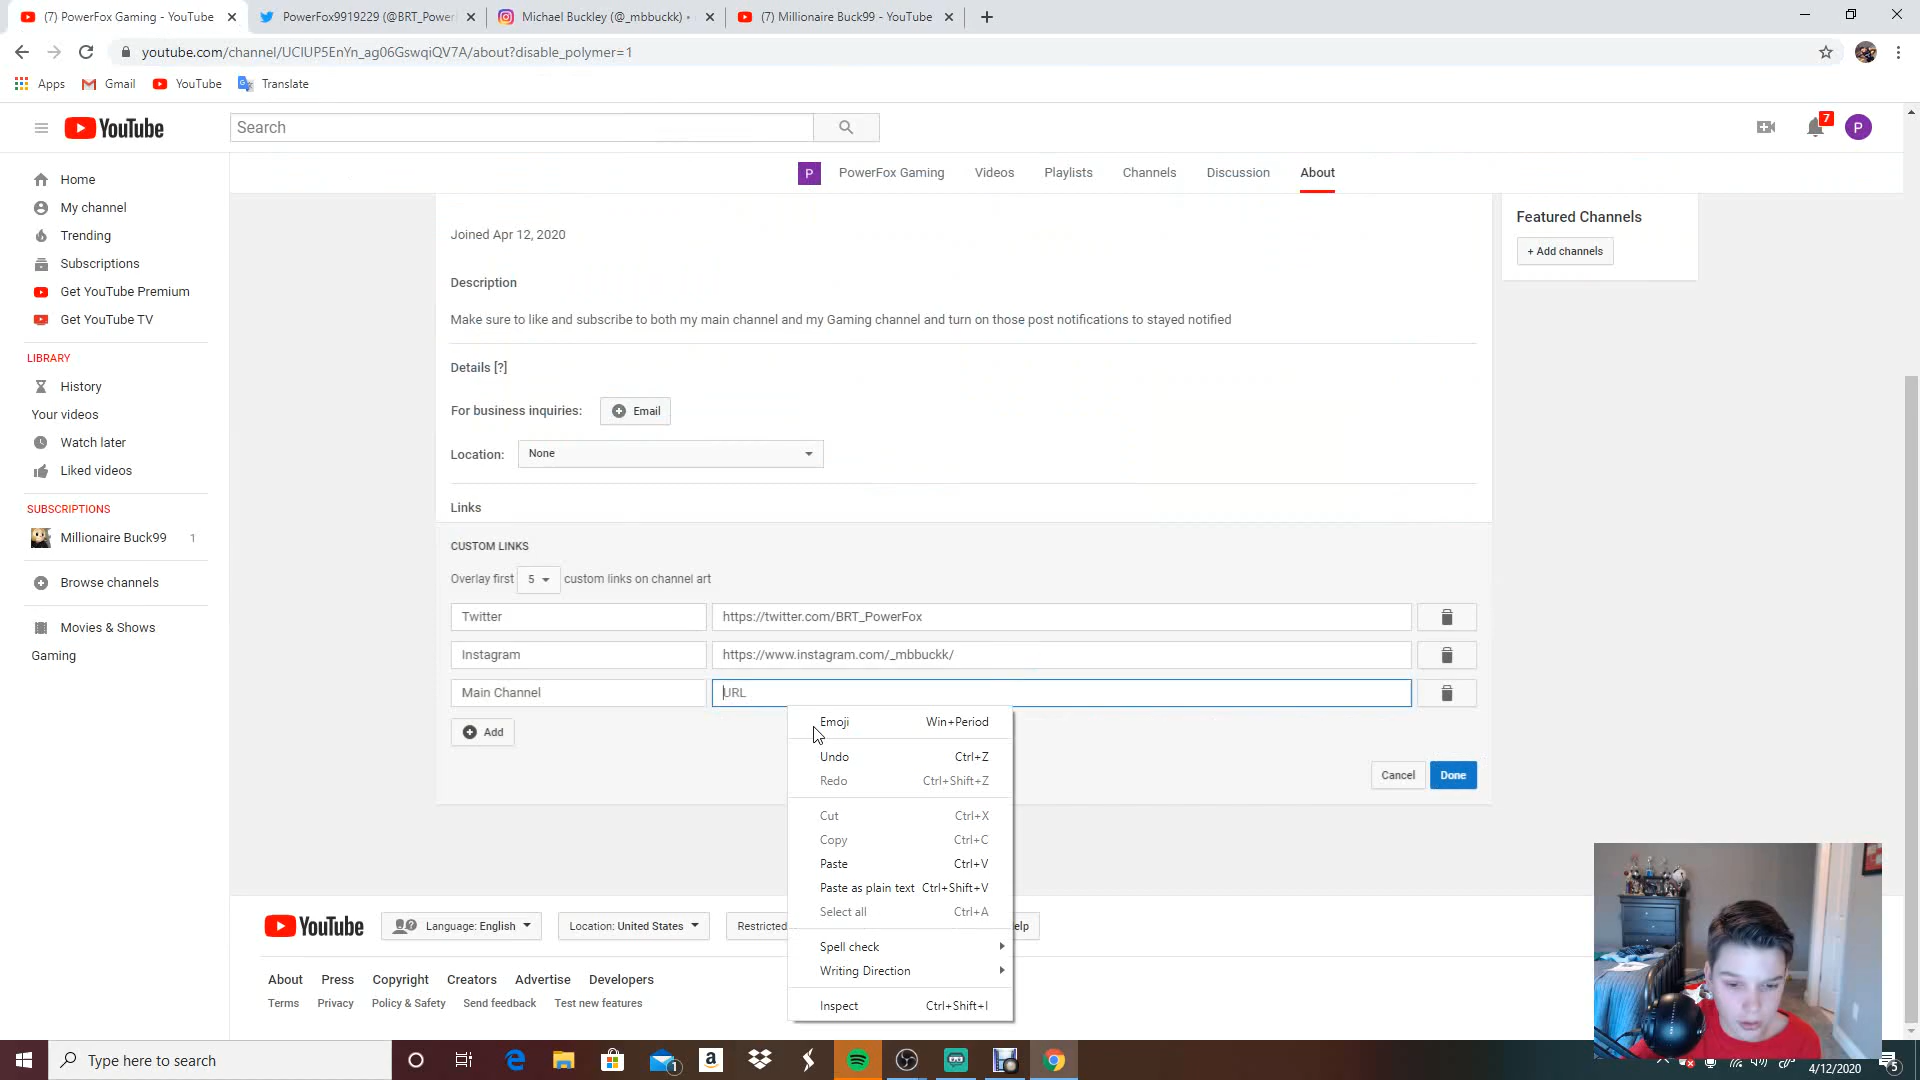 (7) PowerFox Gaming - YouTube
PowerFox9919229 (@BRT_Power
Michael Buckley (@_mbbuckk) •
(7) Millionaire Buck99 - YouTube
youtube.com/channel/UCIUP5EnYn_ag06GswqiQV7A/about?disable_polymer=1
Apps Gmail YouTube Translate
YouTube
Search
7
P
P PowerFox Gaming Videos Playlists Channels Discussion About
Home
My channel
Trending
Subscriptions
Get YouTube Premium
Get YouTube TV
LIBRARY
History
Your videos
Watch later
Liked videos
SUBSCRIPTIONS
Millionaire Buck99 1
Browse channels
Movies & Shows
Gaming
Joined Apr 12, 2020
Description
Make sure to like and subscribe to both my main channel and my Gaming channel and turn on those post notifications to stayed notified
Details [?]
For business inquiries: Email
Location: None
Links
CUSTOM LINKS
Overlay first 5 custom links on channel art
Twitter https://twitter.com/BRT_PowerFox
Instagram https://www.instagram.com/_mbbuckk/
Main Channel URL
Add
Cancel Done
Featured Channels
+ Add channels
Emoji Win+Period
Undo Ctrl+Z
Redo Ctrl+Shift+Z
Cut Ctrl+X
Copy Ctrl+C
Paste Ctrl+V
Paste as plain text Ctrl+Shift+V
Select all Ctrl+A
Spell check
Writing Direction
Inspect Ctrl+Shift+I
YouTube Language: English Location: United States Restricted elp
About Press Copyright Creators Advertise Developers
Terms Privacy Policy & Safety Send feedback Test new features
Type here to search
1
4/12/2020
5